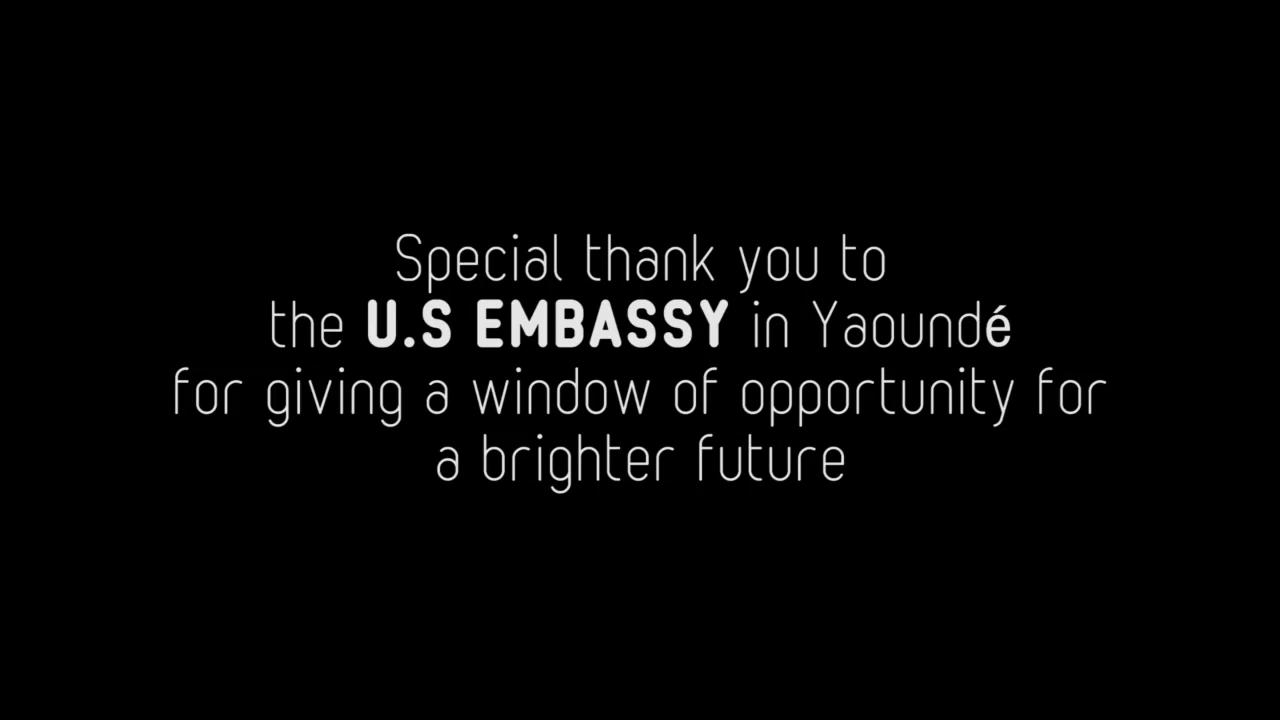 Special thank you to
the U.S EMBASSY in Yaoundé
for giving a window of opportunity for
a brighter future